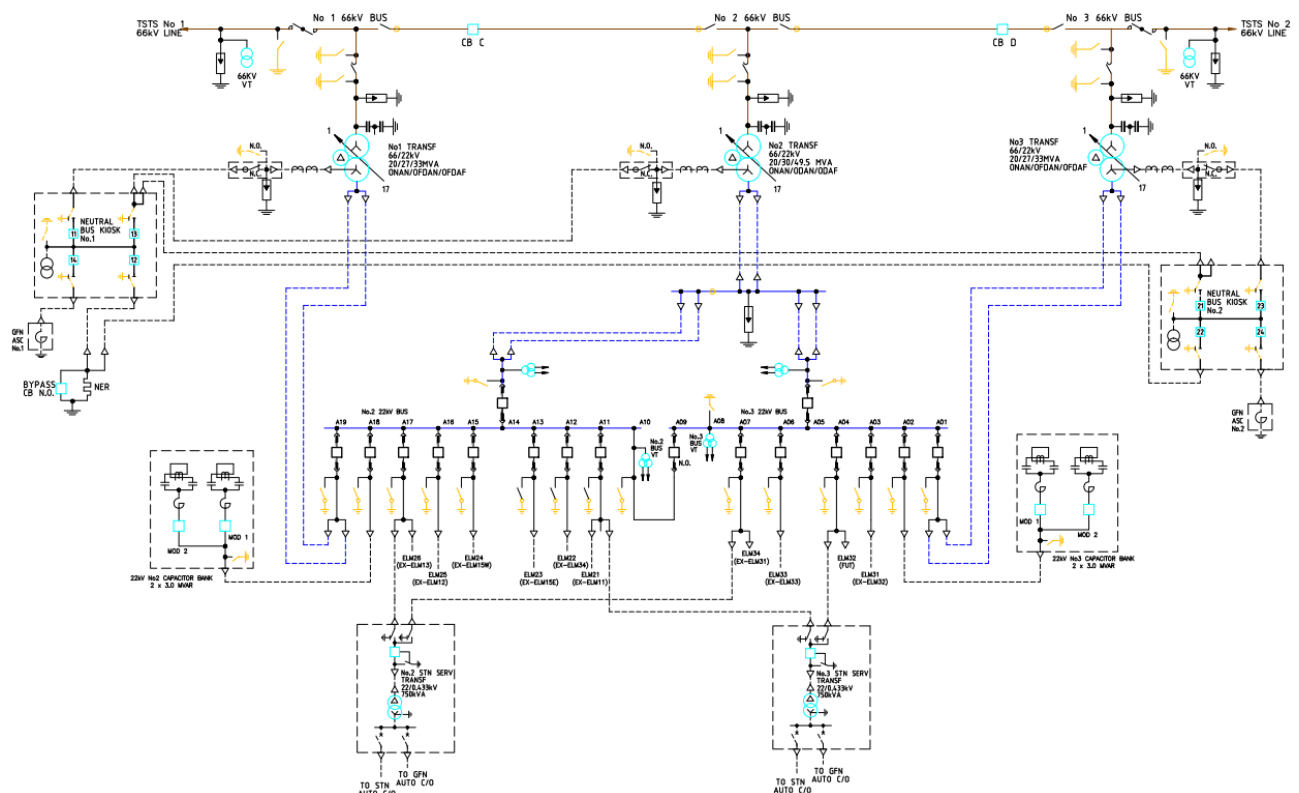 TSTS No 1
66kV LINE
No 1 66kV BUS
CB C
No 2 66kV BUS
CB D
No 3 66kV BUS
TSTS No 2
66kV LINE
66KV
VT
66KV
VT
1
No1 TRANSF
66/22kV
20/27/33MVA
ONAN/OFDAN/OFDAF
17
1
No2 TRANSF
66/22kV
20/30/49.5 MVA
ONAN/ODAN/ODAF
17
1
No3 TRANSF
66/22kV
20/27/33MVA
ONAN/OFDAN/OFDAF
17
N.O.
N.C.
N.O.
N.C.
N.O.
N.C.
NEUTRAL
BUS KIOSK
No.1
11
13
14
12
NEUTRAL
BUS KIOSK
No.2
21
23
22
24
GFN
ASC
No.1
BYPASS
CB N.O.
NER
GFN
ASC
No.2
No.2 22kV BUS
No.3 22kV BUS
A19
A18
A17
A16
A15
A14
A13
A12
A11
A10
A09
A08
A07
A06
A05
A04
A03
A02
A01
No.2
BUS
VT
N.O.
No.3
BUS
VT
MOD 2
MOD 1
22kV No2 CAPACITOR BANK
2 x 3.0 MVAR
MOD 1
MOD 2
22kV No3 CAPACITOR BANK
2 x 3.0 MVAR
ELM26
(EX-ELM13)
ELM25
(EX-ELM12)
ELM24
(EX-ELM15W)
ELM23
(EX-ELM15E)
ELM22
(EX-ELM34)
ELM21
(EX-ELM11)
ELM34
(EX-ELM31)
ELM33
(EX-ELM33)
ELM32
(FUT)
ELM31
(EX-ELM32)
No.2 STN SERV
TRANSF
22/0.433kV
750kVA
No.3 STN SERV
TRANSF
22/0.433kV
750kVA
TO STN
AUTO C/O
TO GFN
AUTO C/O
TO STN
AUTO C/O
TO GFN
AUTO C/O